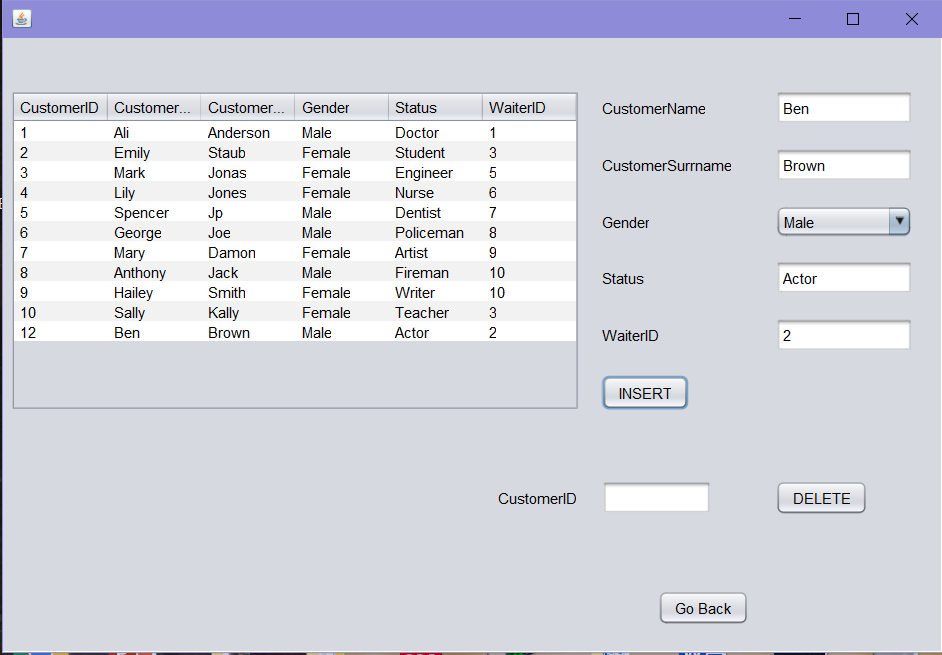 CustomerID Customer... Customer... Gender Status WaiterID
1 Ali Anderson Male Doctor 1
2 Emily Staub Female Student 3
3 Mark Jonas Female Engineer 5
4 Lily Jones Female Nurse 6
5 Spencer Jp Male Dentist 7
6 George Joe Male Policeman 8
7 Mary Damon Female Artist 9
8 Anthony Jack Male Fireman 10
9 Hailey Smith Female Writer 10
10 Sally Kally Female Teacher 3
12 Ben Brown Male Actor 2
CustomerName Ben
CustomerSurrname Brown
Gender Male
Status Actor
WaiterID 2
INSERT
CustomerID DELETE
Go Back